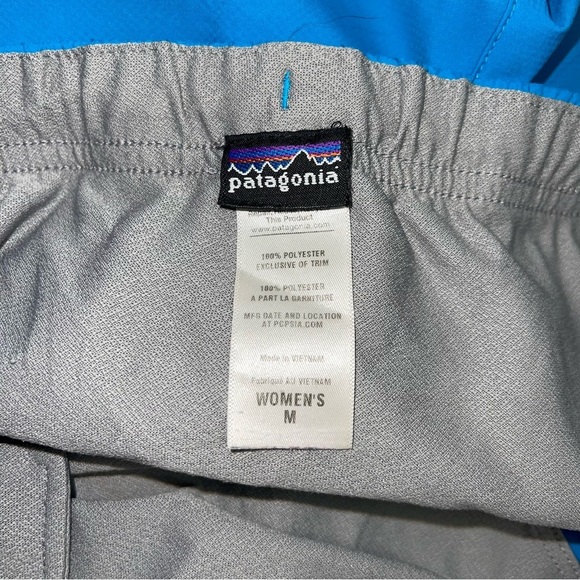 patagonia
This Product
www.patagonia.com
100% POLYESTER
EXCLUSIVE OF TRIM
100% POLYESTER
A PART LA GARNITURE
MFG DATE AND LOCATION
AT PCPSIA.COM
Made in VIETNAM
Fabriqué AU VIETNAM
WOMEN'S
M